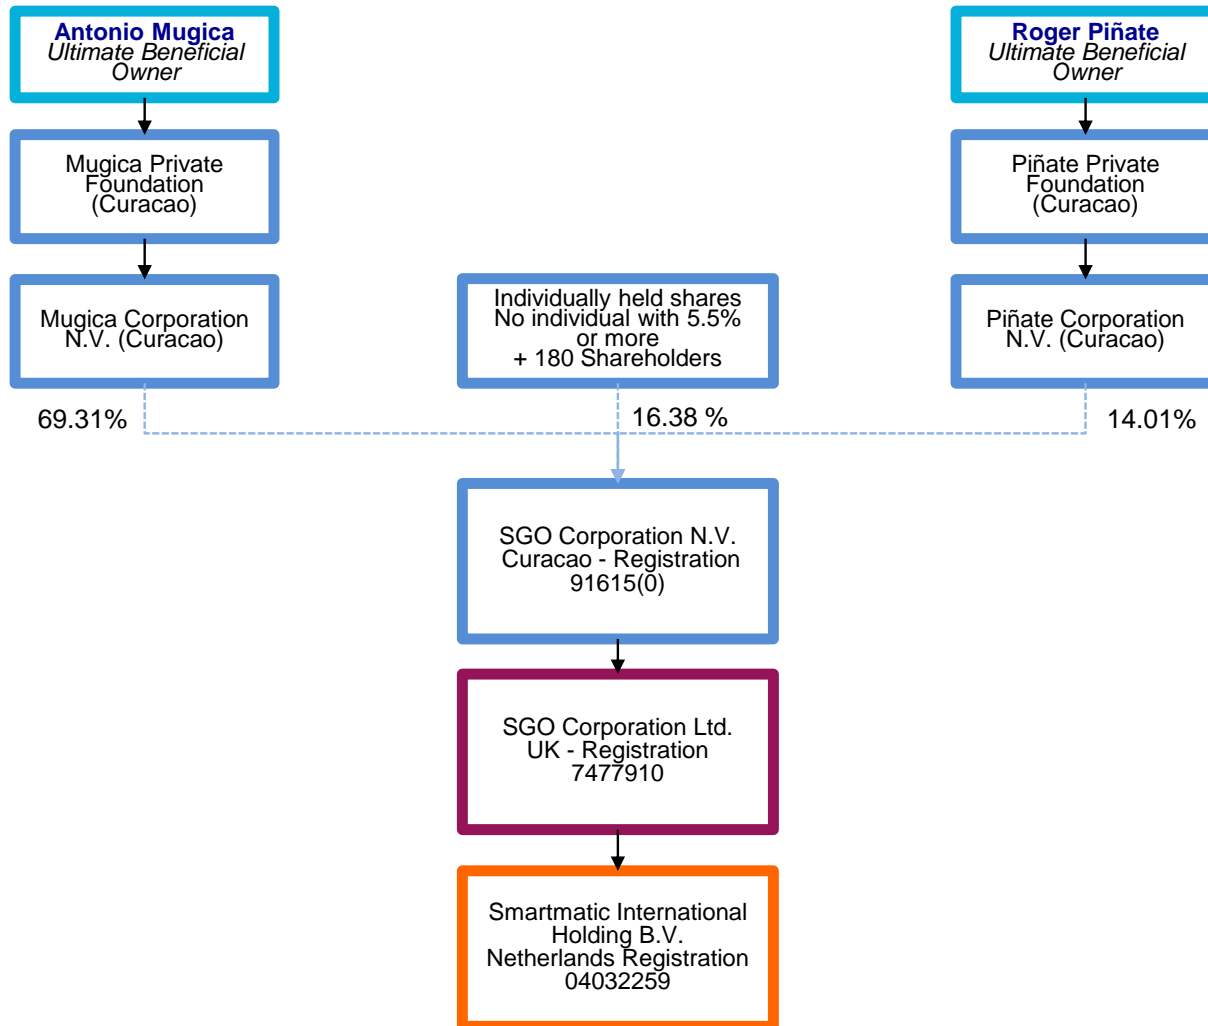 Antonio Mugica
Ultimate Beneficial
Owner
Roger Piñate
Ultimate Beneficial
Owner
Mugica Private
Foundation
(Curacao)
Piñate Private
Foundation
(Curacao)
Mugica Corporation
N.V. (Curacao)
Individually held shares
No individual with 5.5%
or more
+ 180 Shareholders
Piñate Corporation
N.V. (Curacao)
69.31%
16.38 %
14.01%
SGO Corporation N.V.
Curacao - Registration
91615(0)
SGO Corporation Ltd.
UK - Registration
7477910
Smartmatic International
Holding B.V.
Netherlands Registration
04032259